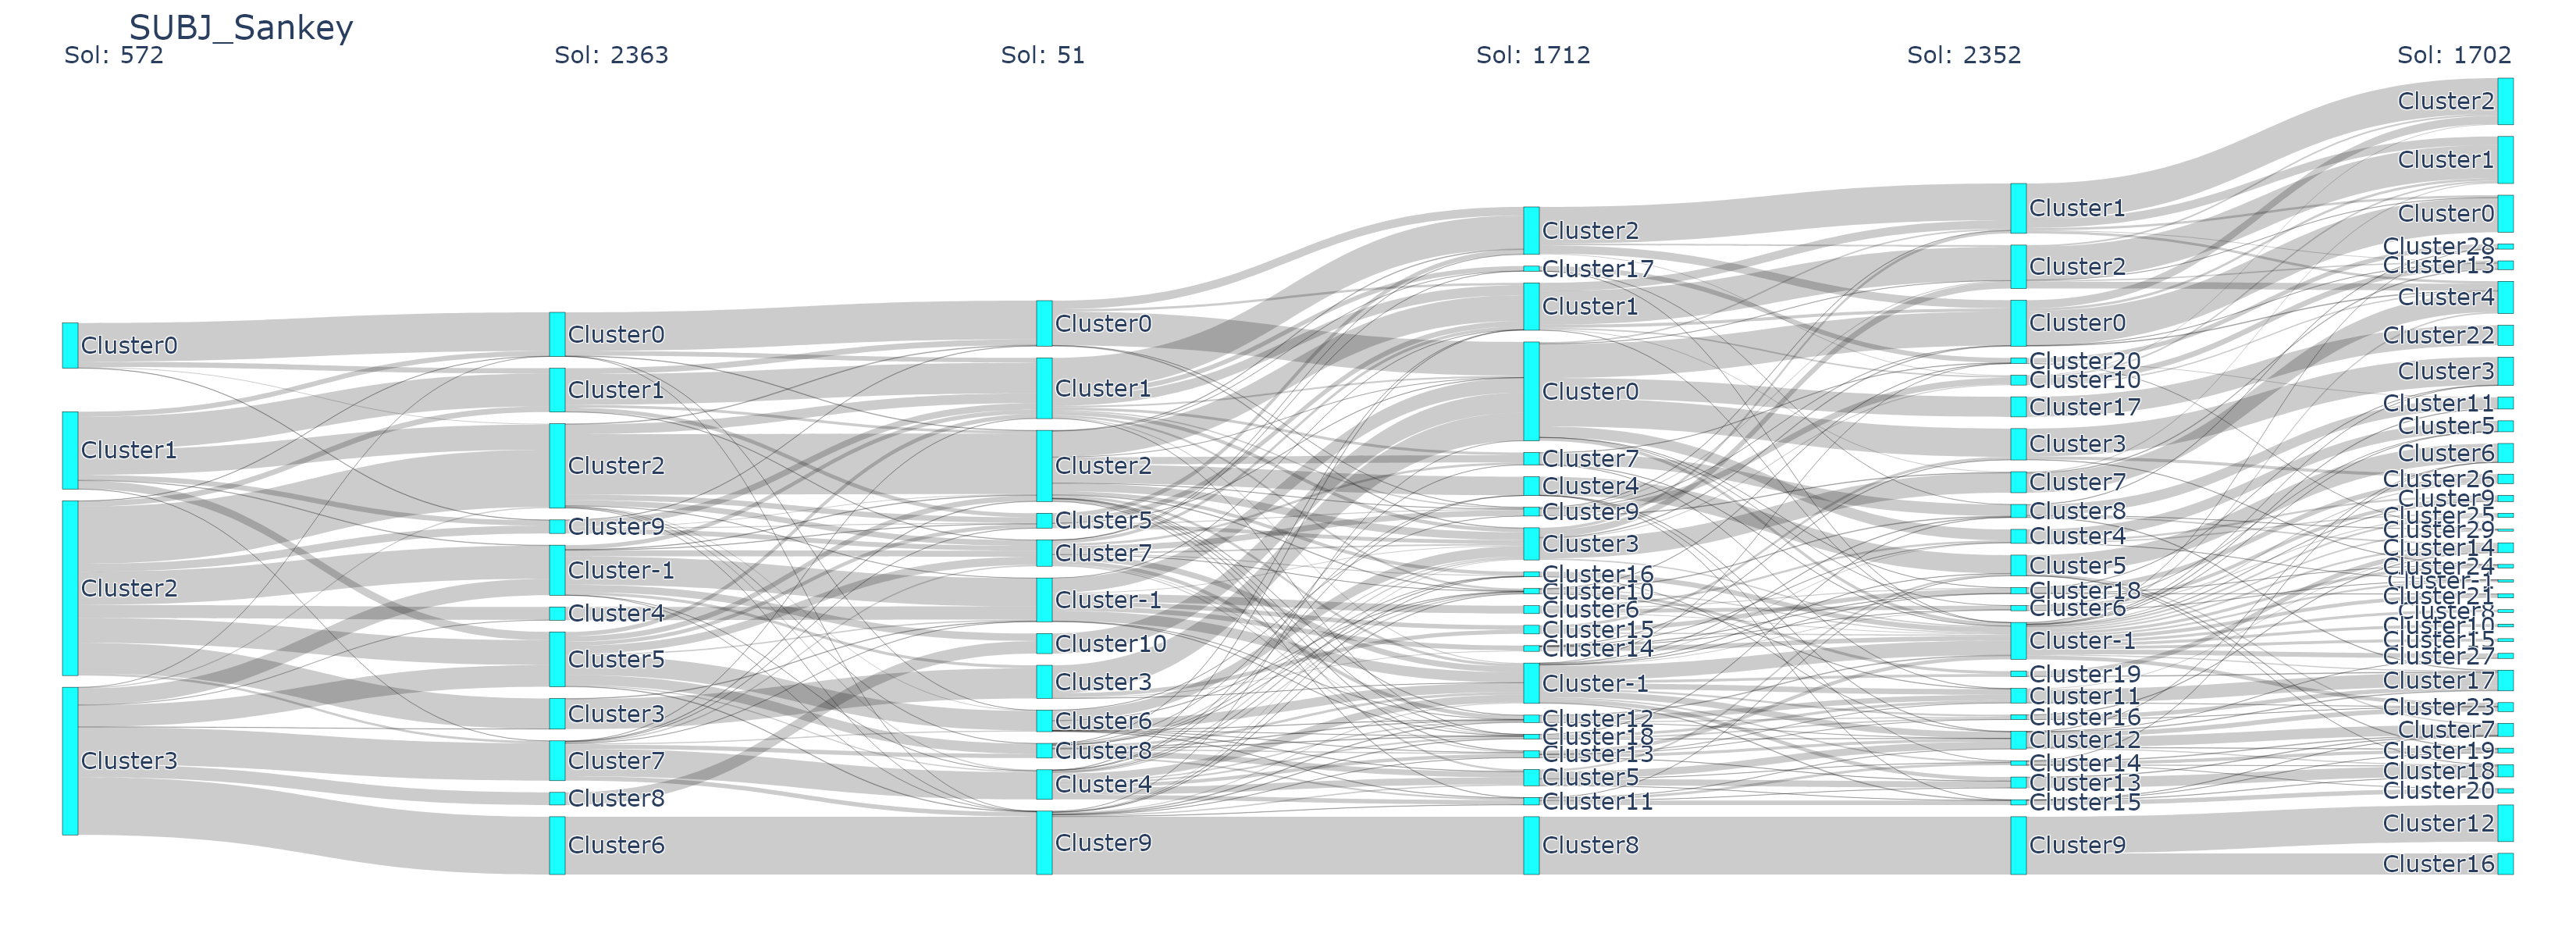 SUBJ_Sankey
Sol: 572
Sol: 2363
Sol: 51
Sol: 1712
Sol: 2352
Sol: 1702
Cluster0
Cluster1
Cluster2
Cluster3
Cluster0
Cluster1
Cluster2
Cluster9
Cluster-1
Cluster4
Cluster5
Cluster3
Cluster7
Cluster8
Cluster6
Cluster0
Cluster1
Cluster2
Cluster5
Cluster7
Cluster-1
Cluster10
Cluster3
Cluster6
Cluster8
Cluster4
Cluster9
Cluster2
Cluster17
Cluster1
Cluster0
Cluster7
Cluster4
Cluster9
Cluster3
Cluster16
Cluster10
Cluster6
Cluster15
Cluster14
Cluster-1
Cluster12
Cluster18
Cluster13
Cluster5
Cluster11
Cluster8
Cluster1
Cluster2
Cluster0
Cluster20
Cluster10
Cluster17
Cluster3
Cluster7
Cluster8
Cluster4
Cluster5
Cluster18
Cluster6
Cluster-1
Cluster19
Cluster11
Cluster16
Cluster12
Cluster14
Cluster13
Cluster15
Cluster9
Cluster2
Cluster1
Cluster0
Cluster28
Cluster13
Cluster4
Cluster22
Cluster3
Cluster11
Cluster5
Cluster6
Cluster26
Cluster9
Cluster25
Cluster29
Cluster14
Cluster24
Cluster-1
Cluster21
Cluster8
Cluster10
Cluster15
Cluster27
Cluster17
Cluster23
Cluster7
Cluster19
Cluster18
Cluster20
Cluster12
Cluster16